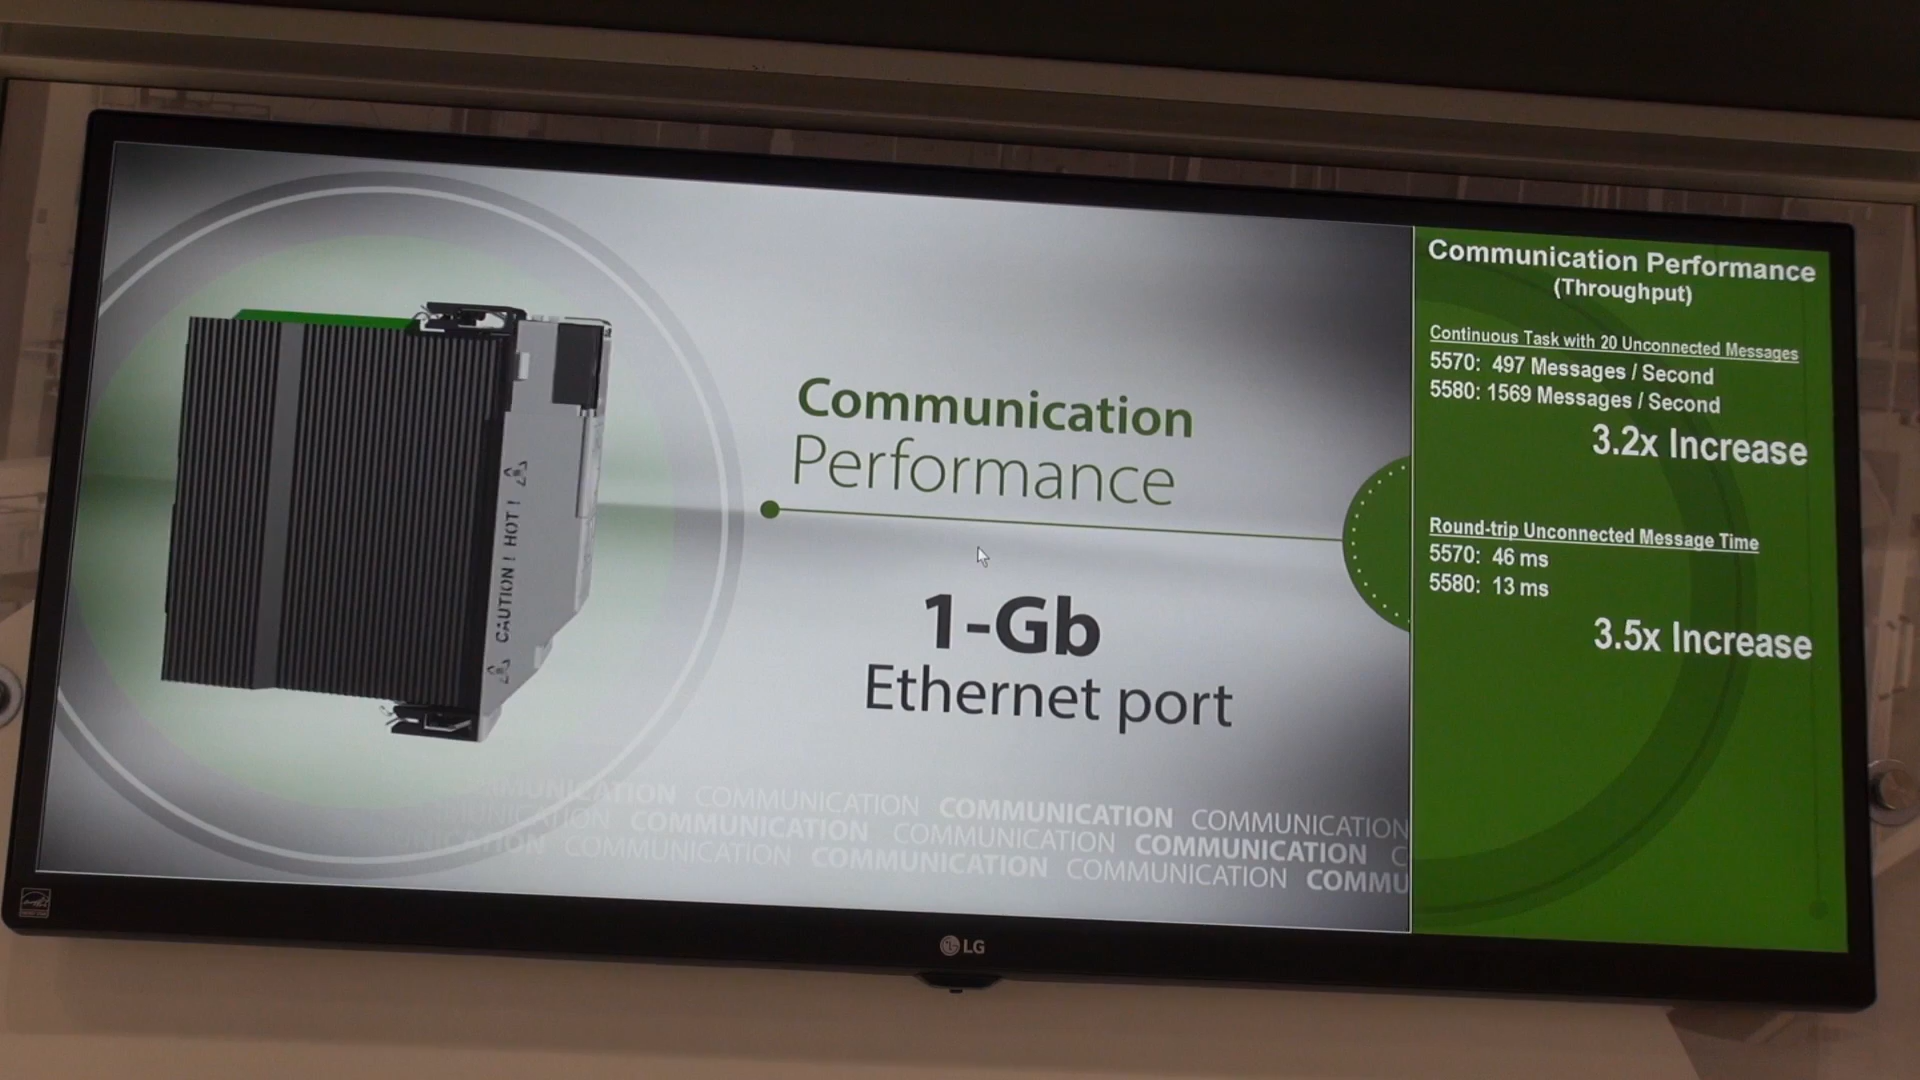 Communication
Performance
1-Gb
Ethernet port
CAUTION ! HOT !
COMMUNICATION COMMUNICATION COMMUNICATION
COMMUNICATION COMMUNICATION COMMUNICATION C
COMMUNICATION COMMUNICATION COMMUNICATION COMMU
Communication Performance
(Throughput)
Continuous Task with 20 Unconnected Messages
5570: 497 Messages / Second
5580: 1569 Messages / Second
3.2x Increase
Round-trip Unconnected Message Time
5570: 46 ms
5580: 13 ms
3.5x Increase
LG